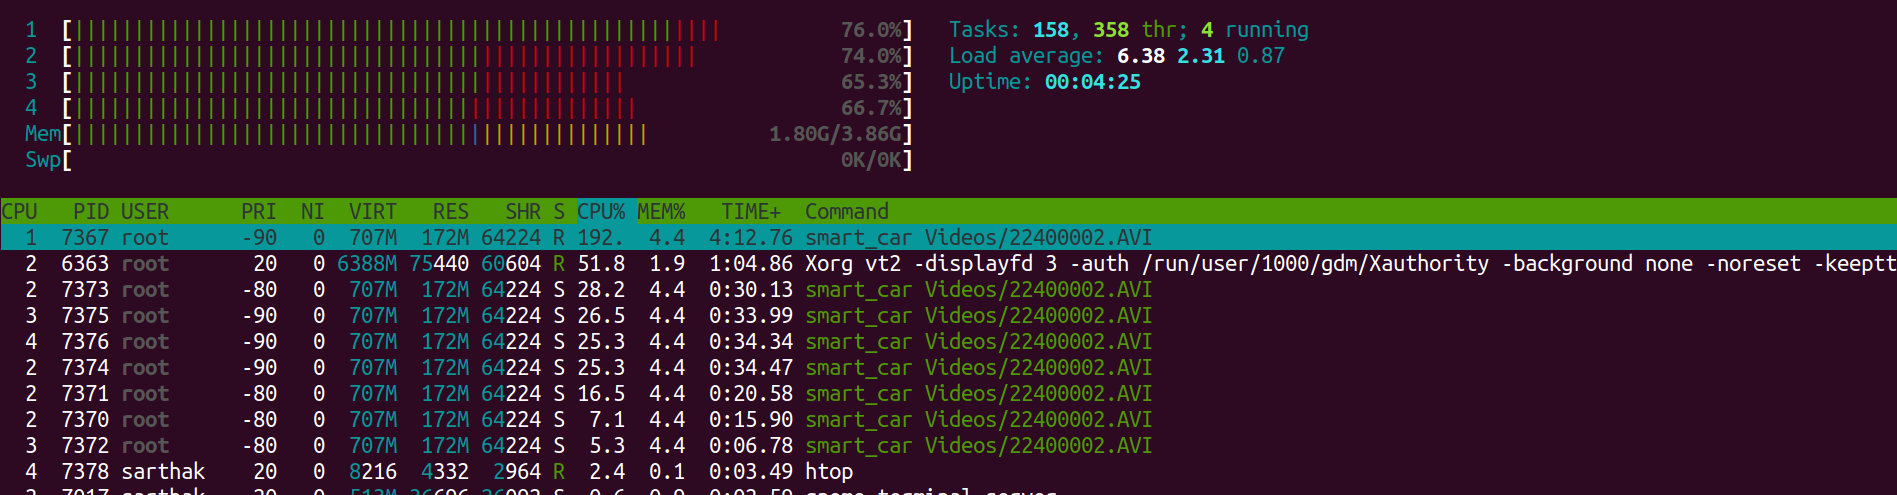 1 [|||||||||||||||||||||||||||||||||||||||||||||||||||||| 76.0%] Tasks: 158, 358 thr; 4 running
2 [|||||||||||||||||||||||||||||||||||||||||||||||||||| 74.0%] Load average: 6.38 2.31 0.87
3 [|||||||||||||||||||||||||||||||||||||||||||||| 65.3%] Uptime: 00:04:25
4 [||||||||||||||||||||||||||||||||||||||||||||||| 66.7%]
Mem[|||||||||||||||||||||||||||||||||||||||||||||||| 1.80G/3.86G]
Swp[ 0K/0K]
CPU PID USER PRI NI VIRT RES SHR S CPU% MEM% TIME+ Command
1 7367 root -90 0 707M 172M 64224 R 192. 4.4 4:12.76 smart_car Videos/22400002.AVI
2 6363 root 20 0 6388M 75440 60604 R 51.8 1.9 1:04.86 Xorg vt2 -displayfd 3 -auth /run/user/1000/gdm/Xauthority -background none -noreset -keeptt
2 7373 root -80 0 707M 172M 64224 S 28.2 4.4 0:30.13 smart_car Videos/22400002.AVI
3 7375 root -90 0 707M 172M 64224 S 26.5 4.4 0:33.99 smart_car Videos/22400002.AVI
4 7376 root -90 0 707M 172M 64224 S 25.3 4.4 0:34.34 smart_car Videos/22400002.AVI
2 7374 root -90 0 707M 172M 64224 S 25.3 4.4 0:34.47 smart_car Videos/22400002.AVI
2 7371 root -80 0 707M 172M 64224 S 16.5 4.4 0:20.58 smart_car Videos/22400002.AVI
2 7370 root -80 0 707M 172M 64224 S 7.1 4.4 0:15.90 smart_car Videos/22400002.AVI
3 7372 root -80 0 707M 172M 64224 S 5.3 4.4 0:06.78 smart_car Videos/22400002.AVI
4 7378 sarthak 20 0 8216 4332 2964 R 2.4 0.1 0:03.49 htop